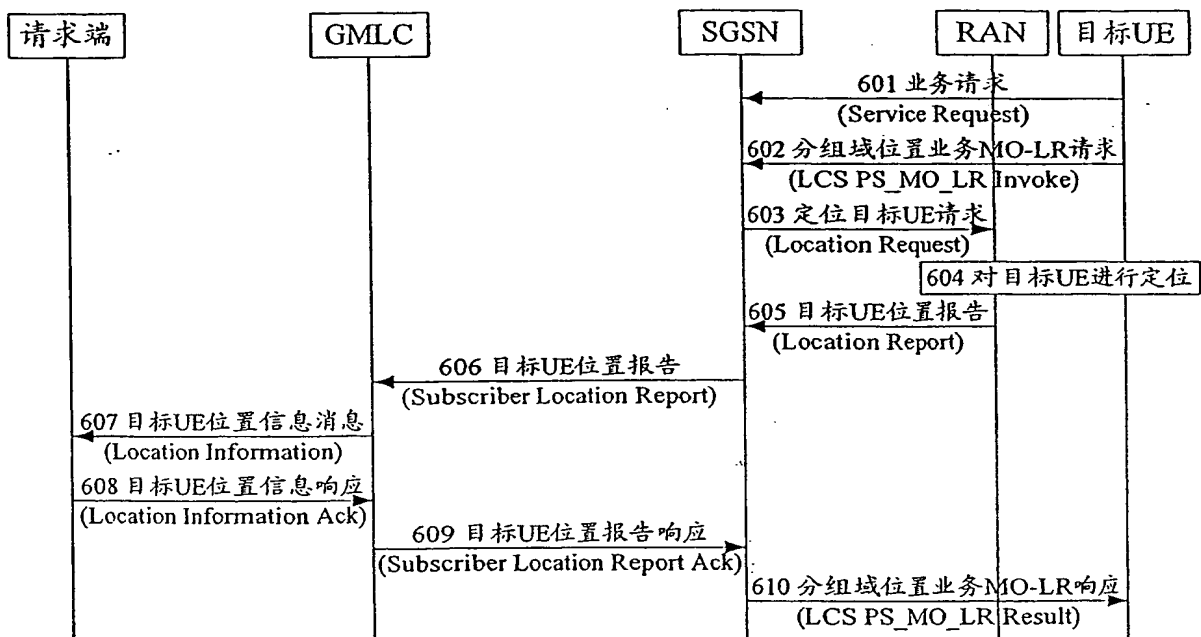 请求端
GMLC
SGSN
RAN
目标UE
601 业务请求
(Service Request)
602 分组域位置业务MO-LR请求
(LCS PS_MO_LR Invoke)
603 定位目标UE请求
(Location Request)
604 对目标UE进行定位
605 目标UE位置报告
(Location Report)
606 目标UE位置报告
(Subscriber Location Report)
607 目标UE位置信息消息
(Location Information)
608 目标UE位置信息响应
(Location Information Ack)
609 目标UE位置报告响应
(Subscriber Location Report Ack)
610 分组域位置业务MO-LR响应
(LCS PS_MO_LR Result)